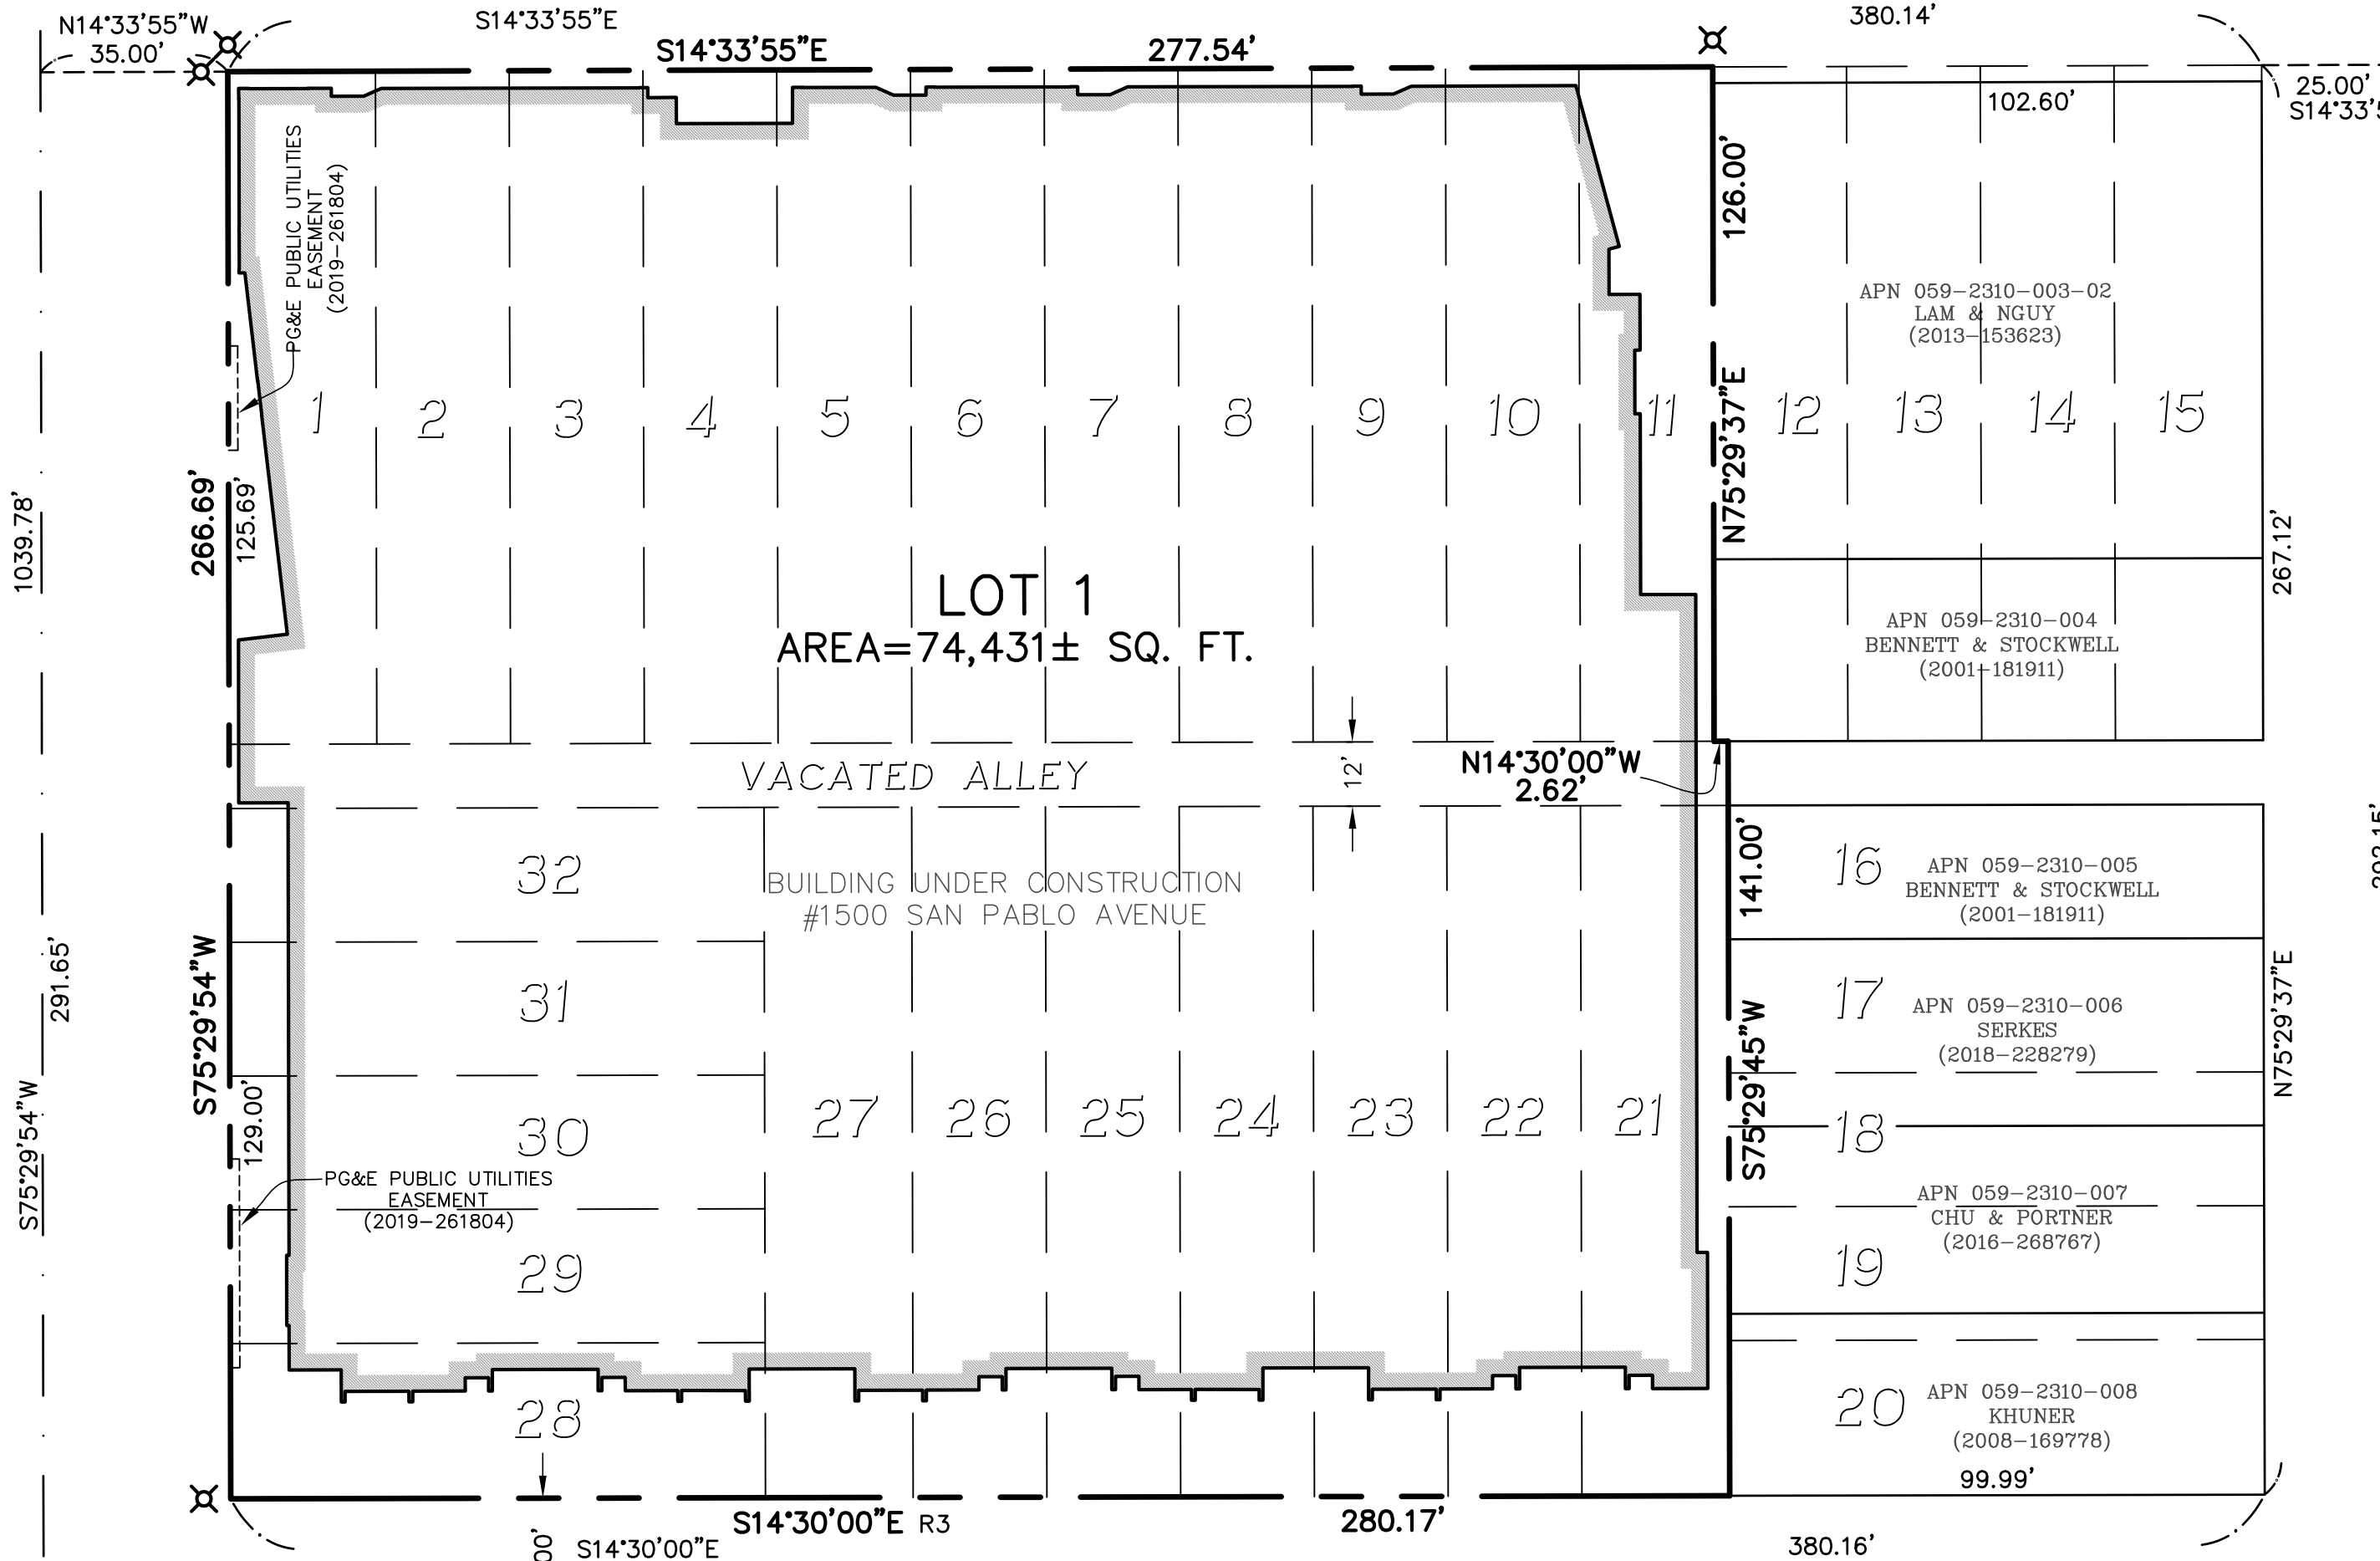 N14°33'55"W
35.00'
S14°33'55"E
S14°33'55"E
277.54'
380.14'
25.00'
102.60'
PG&E PUBLIC UTILITIES
EASEMENT
(2019-261804)
126.00'
N75°29'37"E
APN 059-2310-003-02
LAM & NGUY
(2013-153623)
1
2
3
4
5
6
7
8
9
10
11
12
13
14
15
266.69'
125.69'
1039.78'
267.12'
LOT 1
AREA=74,431± SQ. FT.
APN 059-2310-004
BENNETT & STOCKWELL
(2001-181911)
VACATED ALLEY
12'
N14°30'00"W
2.62'
141.00'
32
BUILDING UNDER CONSTRUCTION
#1500 SAN PABLO AVENUE
16
APN 059-2310-005
BENNETT & STOCKWELL
(2001-181911)
291.65'
S75°29'54"W
31
17
APN 059-2310-006
SERKES
(2018-228279)
N75°29'37"E
S75°29'45"W
S75°29'54"W
129.00'
30
27
26
25
24
23
22
21
18
PG&E PUBLIC UTILITIES
EASEMENT
(2019-261804)
APN 059-2310-007
CHU & PORTNER
(2016-268767)
29
19
28
20
APN 059-2310-008
KHUNER
(2008-169778)
99.99'
S14°30'00"E R3
280.17'
S14°30'00"E
380.16'